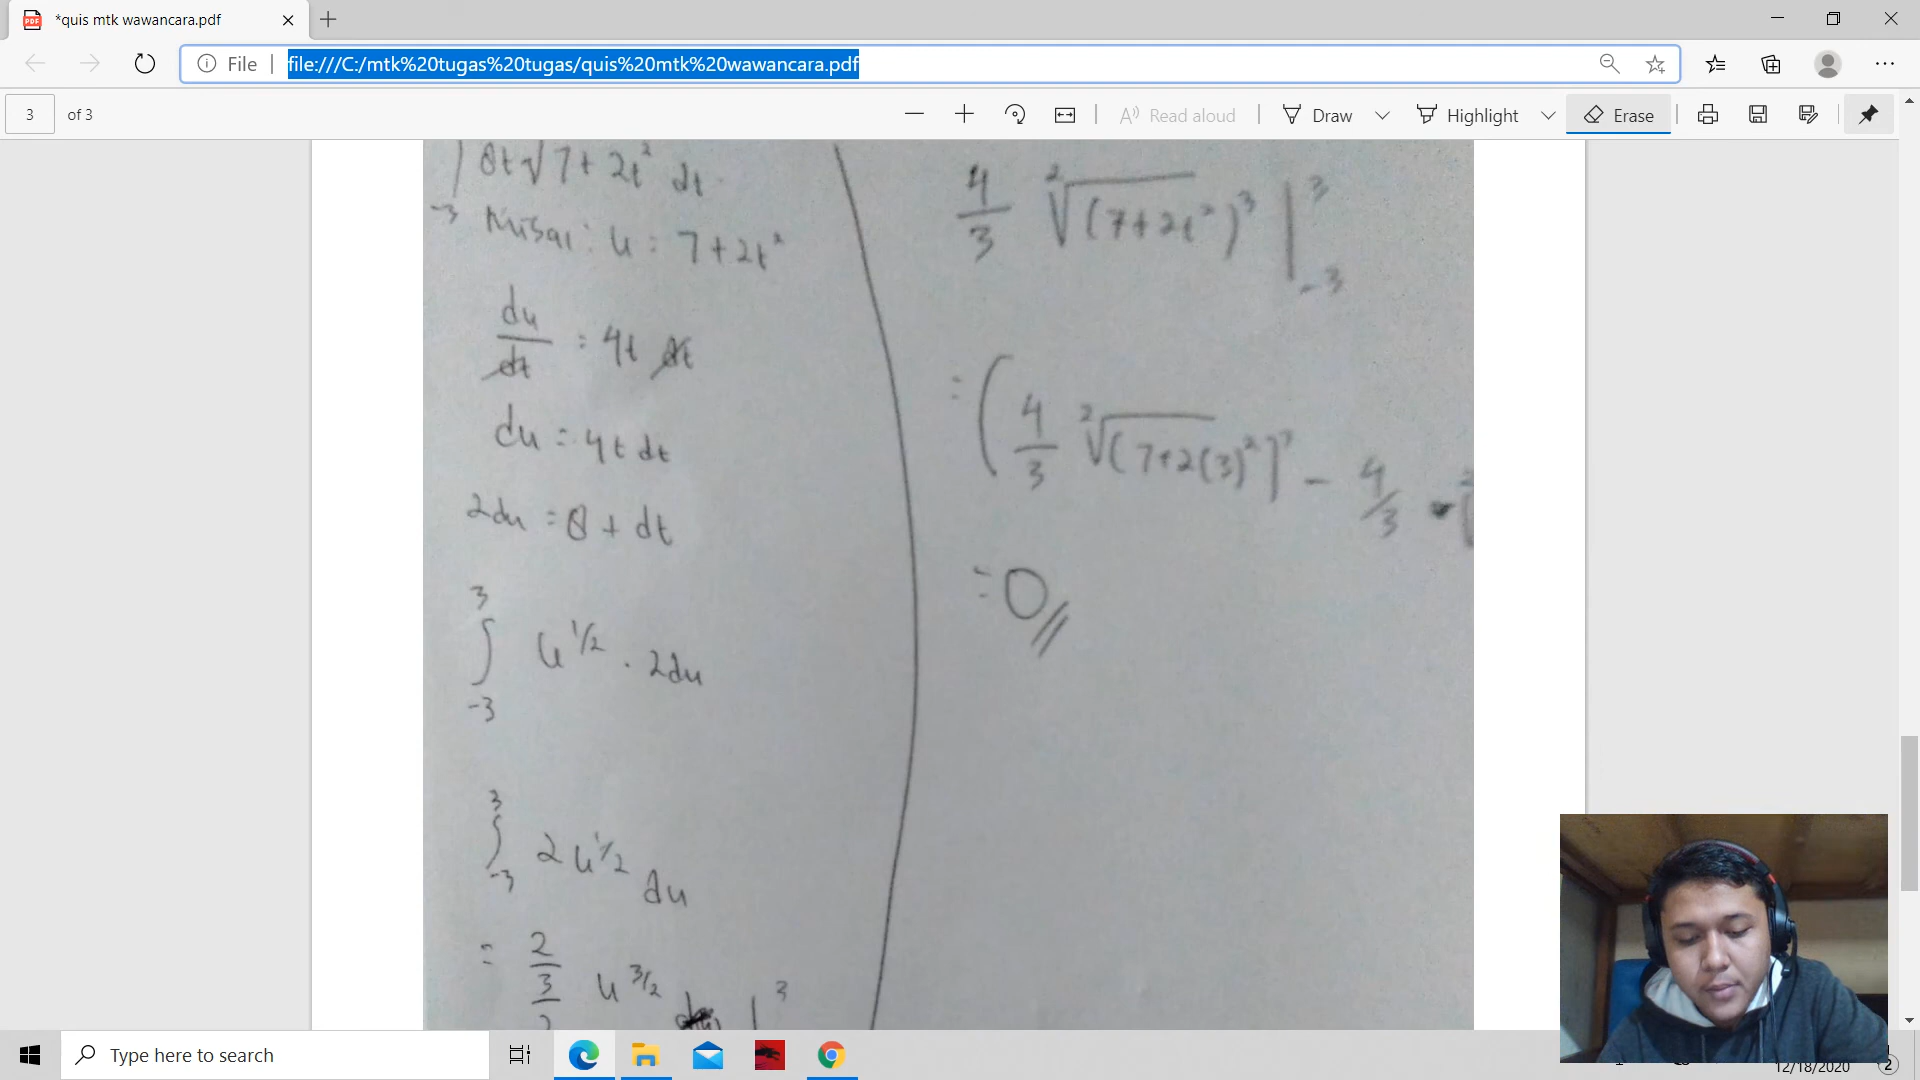 *quis mtk wawancara.pdf
File
file:///C:/mtk%20tugas%20tugas/quis%20mtk%20wawancara.pdf
3 of 3
Read aloud
Draw
Highlight
Erase
8t√7+2t² dt
-3
Misal: u : 7+2t²
du/dt : 4t dt
du = 4t dt
2du = 8t dt
3
∫ u^1/2 . 2du
-3
3
∫ 2u^1/2 du
-3
= 2/(3/2) u^3/2 | 3
4/3 ²√(7+2t²)³ | 3
-3
= ( 4/3 ²√(7+2(3)²)³ - 4/3
= 0//
Type here to search
12/18/2020
2